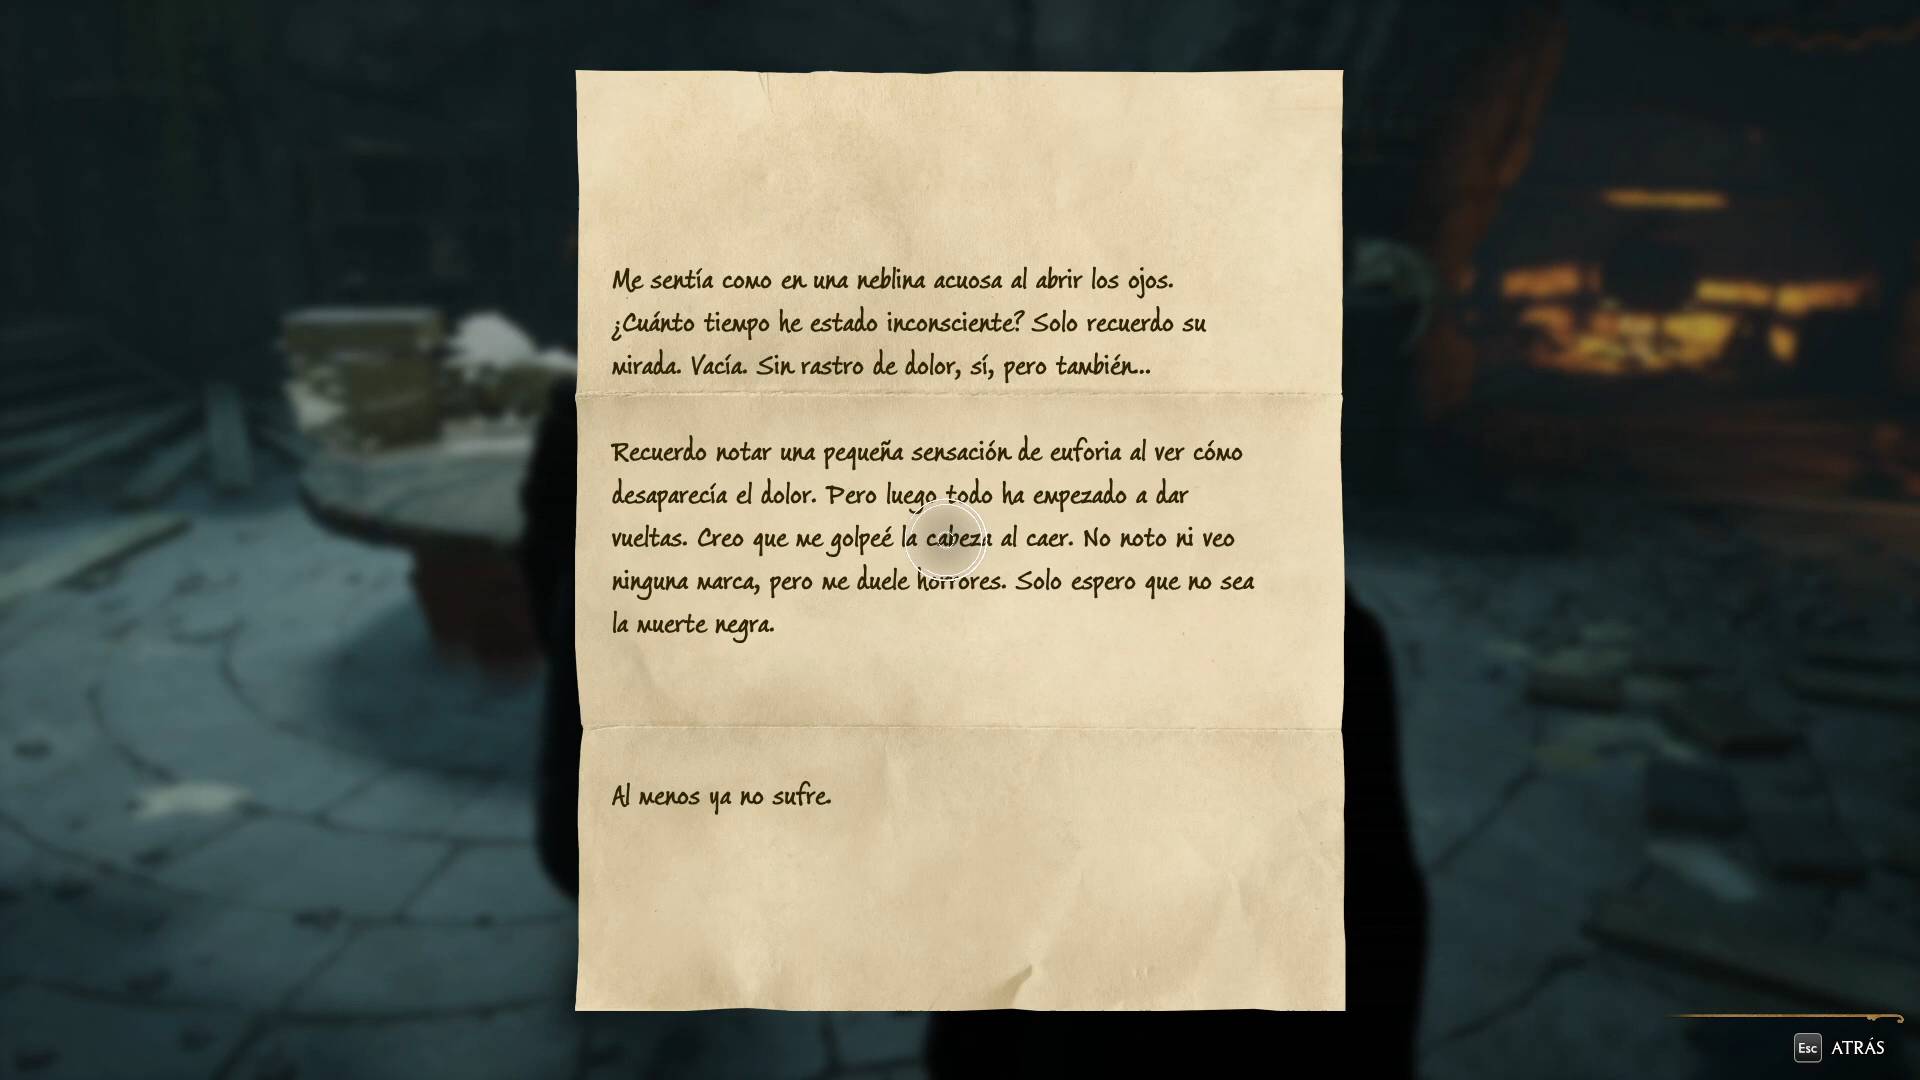 Me sentía como en una neblina acuosa al abrir los ojos.
¿Cuánto tiempo he estado inconsciente? Solo recuerdo su
mirada. Vacía. Sin rastro de dolor, sí, pero también...
Recuerdo notar una pequeña sensación de euforia al ver cómo
desaparecía el dolor. Pero luego todo ha empezado a dar
vueltas. Creo que me golpeé la cabeza al caer. No noto ni veo
ninguna marca, pero me duele horrores. Solo espero que no sea
la muerte negra.
Al menos ya no sufre.
Esc ATRÁS